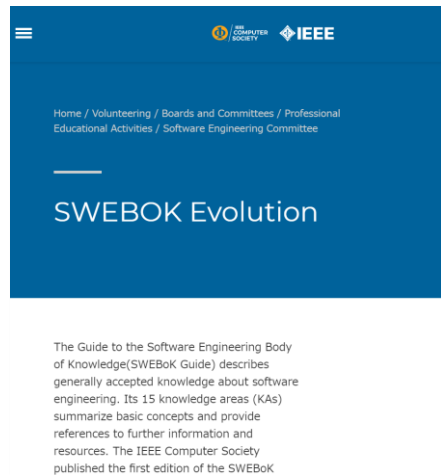 IEEE
COMPUTER
SOCIETY
IEEE
Home / Volunteering / Boards and Committees / Professional
Educational Activities / Software Engineering Committee
SWEBOK Evolution
The Guide to the Software Engineering Body
of Knowledge(SWEBoK Guide) describes
generally accepted knowledge about software
engineering. Its 15 knowledge areas (KAs)
summarize basic concepts and provide
references to further information and
resources. The IEEE Computer Society
published the first edition of the SWEBoK